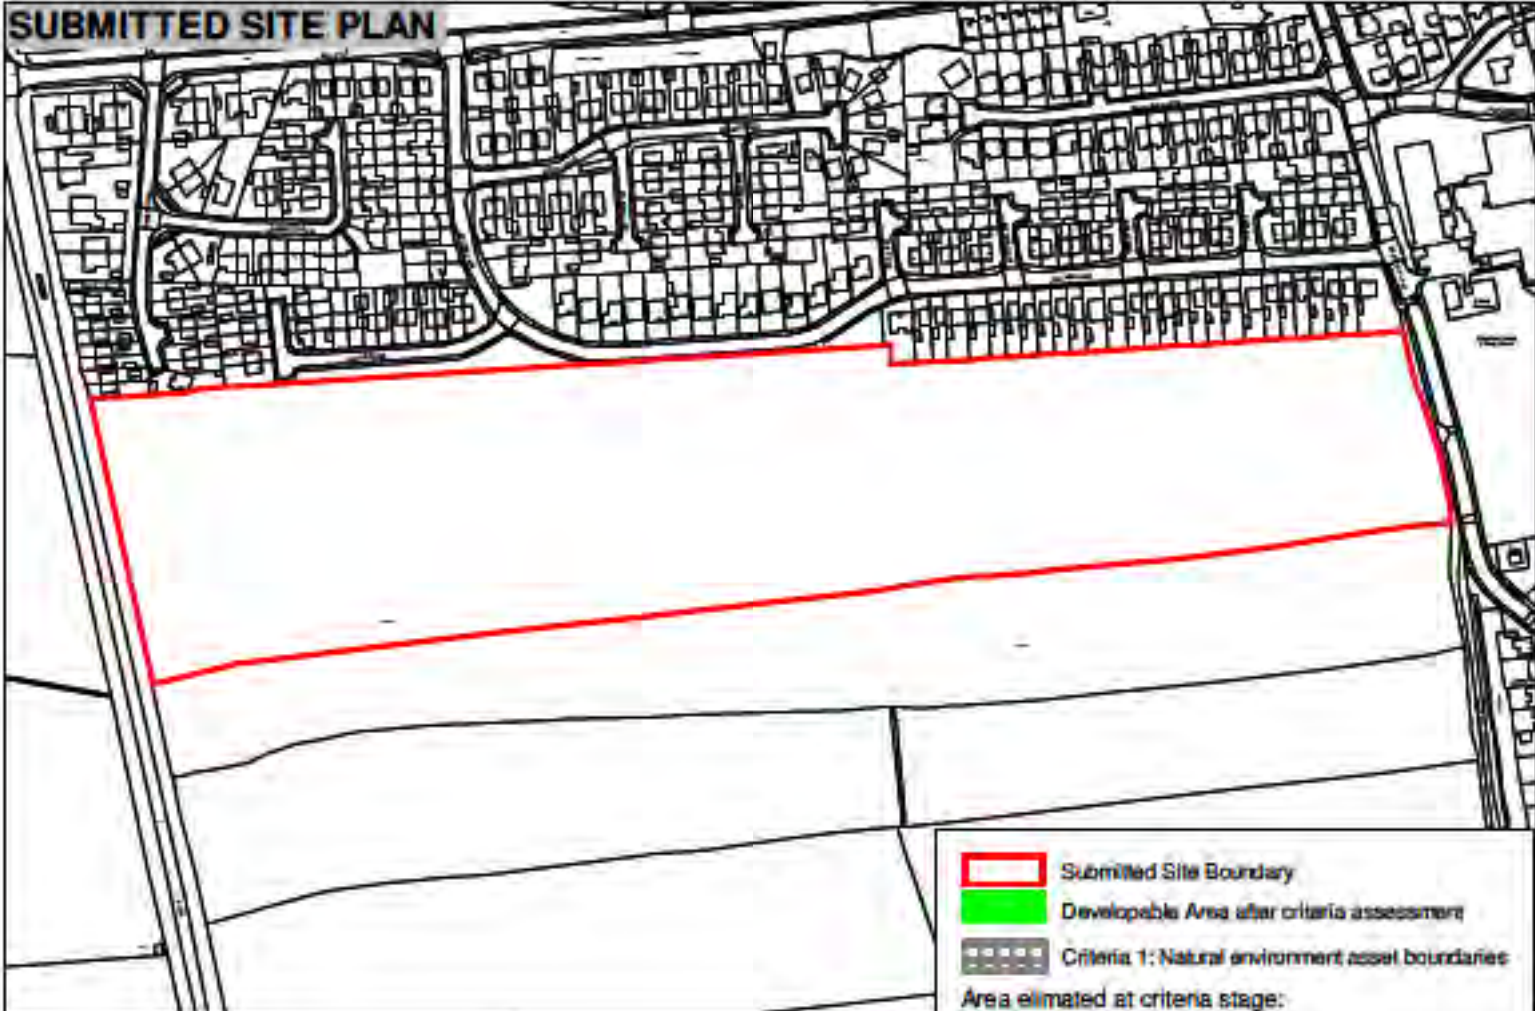 SUBMITTED SITE PLAN
Submitted Site Boundary
Developable Area after criteria assessment
Criteria 1: Natural environment asset boundaries
Area elimated at criteria stage: